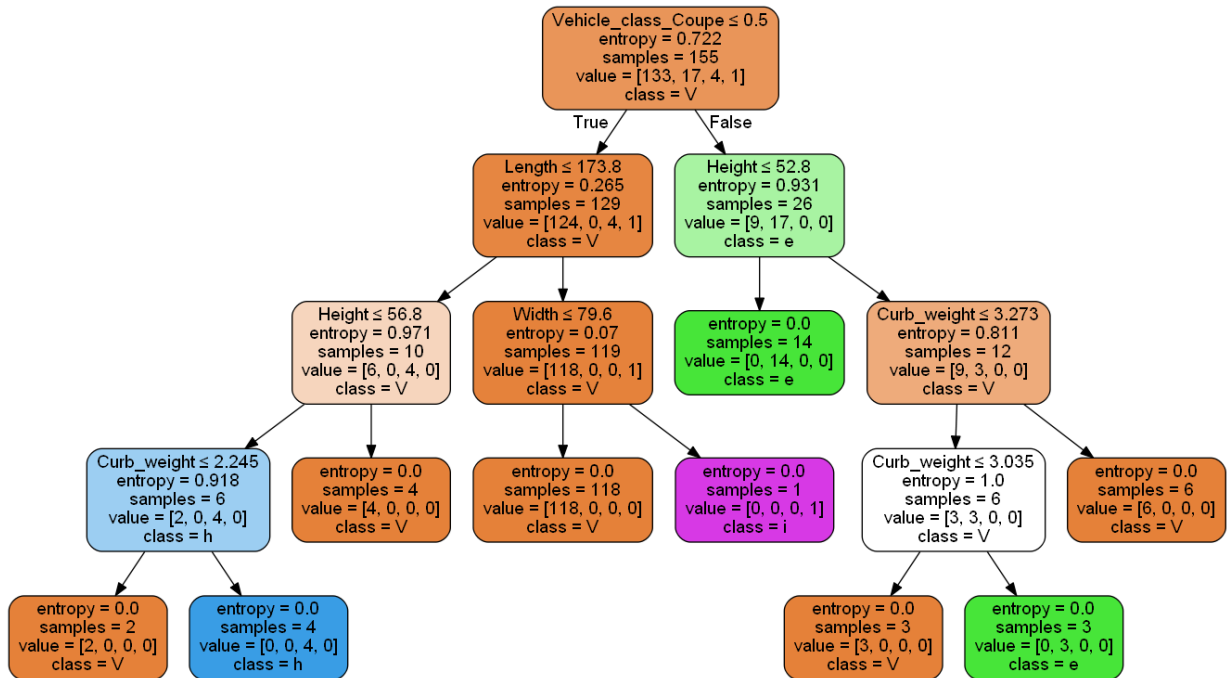 Vehicle_class_Coupe ≤ 0.5
entropy = 0.722
samples = 155
value = [133, 17, 4, 1]
class = V
True
False
Length ≤ 173.8
entropy = 0.265
samples = 129
value = [124, 0, 4, 1]
class = V
Height ≤ 52.8
entropy = 0.931
samples = 26
value = [9, 17, 0, 0]
class = e
Height ≤ 56.8
entropy = 0.971
samples = 10
value = [6, 0, 4, 0]
class = V
Width ≤ 79.6
entropy = 0.07
samples = 119
value = [118, 0, 0, 1]
class = V
entropy = 0.0
samples = 14
value = [0, 14, 0, 0]
class = e
Curb_weight ≤ 3.273
entropy = 0.811
samples = 12
value = [9, 3, 0, 0]
class = V
Curb_weight ≤ 2.245
entropy = 0.918
samples = 6
value = [2, 0, 4, 0]
class = h
entropy = 0.0
samples = 4
value = [4, 0, 0, 0]
class = V
entropy = 0.0
samples = 118
value = [118, 0, 0, 0]
class = V
entropy = 0.0
samples = 1
value = [0, 0, 0, 1]
class = i
Curb_weight ≤ 3.035
entropy = 1.0
samples = 6
value = [3, 3, 0, 0]
class = V
entropy = 0.0
samples = 6
value = [6, 0, 0, 0]
class = V
entropy = 0.0
samples = 2
value = [2, 0, 0, 0]
class = V
entropy = 0.0
samples = 4
value = [0, 0, 4, 0]
class = h
entropy = 0.0
samples = 3
value = [3, 0, 0, 0]
class = V
entropy = 0.0
samples = 3
value = [0, 3, 0, 0]
class = e